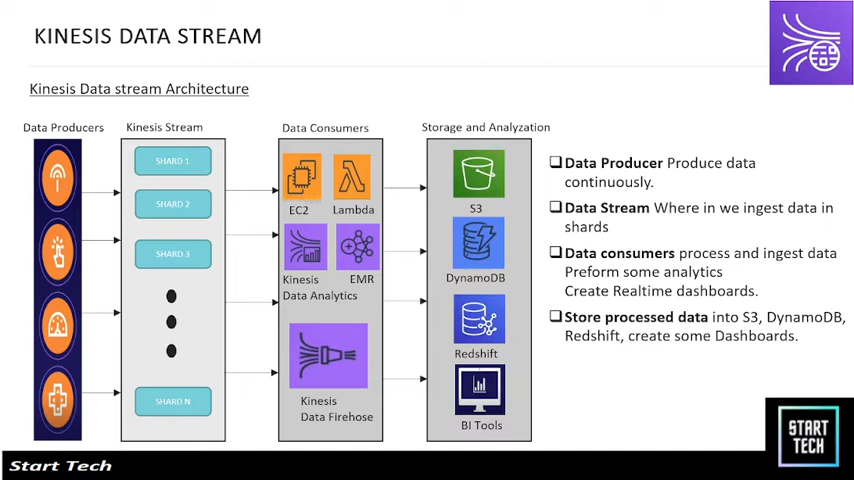 KINESIS DATA STREAM
Kinesis Data stream Architecture
Data Producers
Kinesis Stream
Data Consumers
Storage and Analyzation
SHARD 1
SHARD 2
SHARD 3
SHARD N
EC2
Lambda
Kinesis
Data Analytics
EMR
Kinesis
Data Firehose
S3
DynamoDB
Redshift
BI Tools
Data Producer Produce data
continuously.
Data Stream Where in we ingest data in
shards
Data consumers process and ingest data
Preform some analytics
Create Realtime dashboards.
Store processed data into S3, DynamoDB,
Redshift, create some Dashboards.
START
TECH
Start Tech